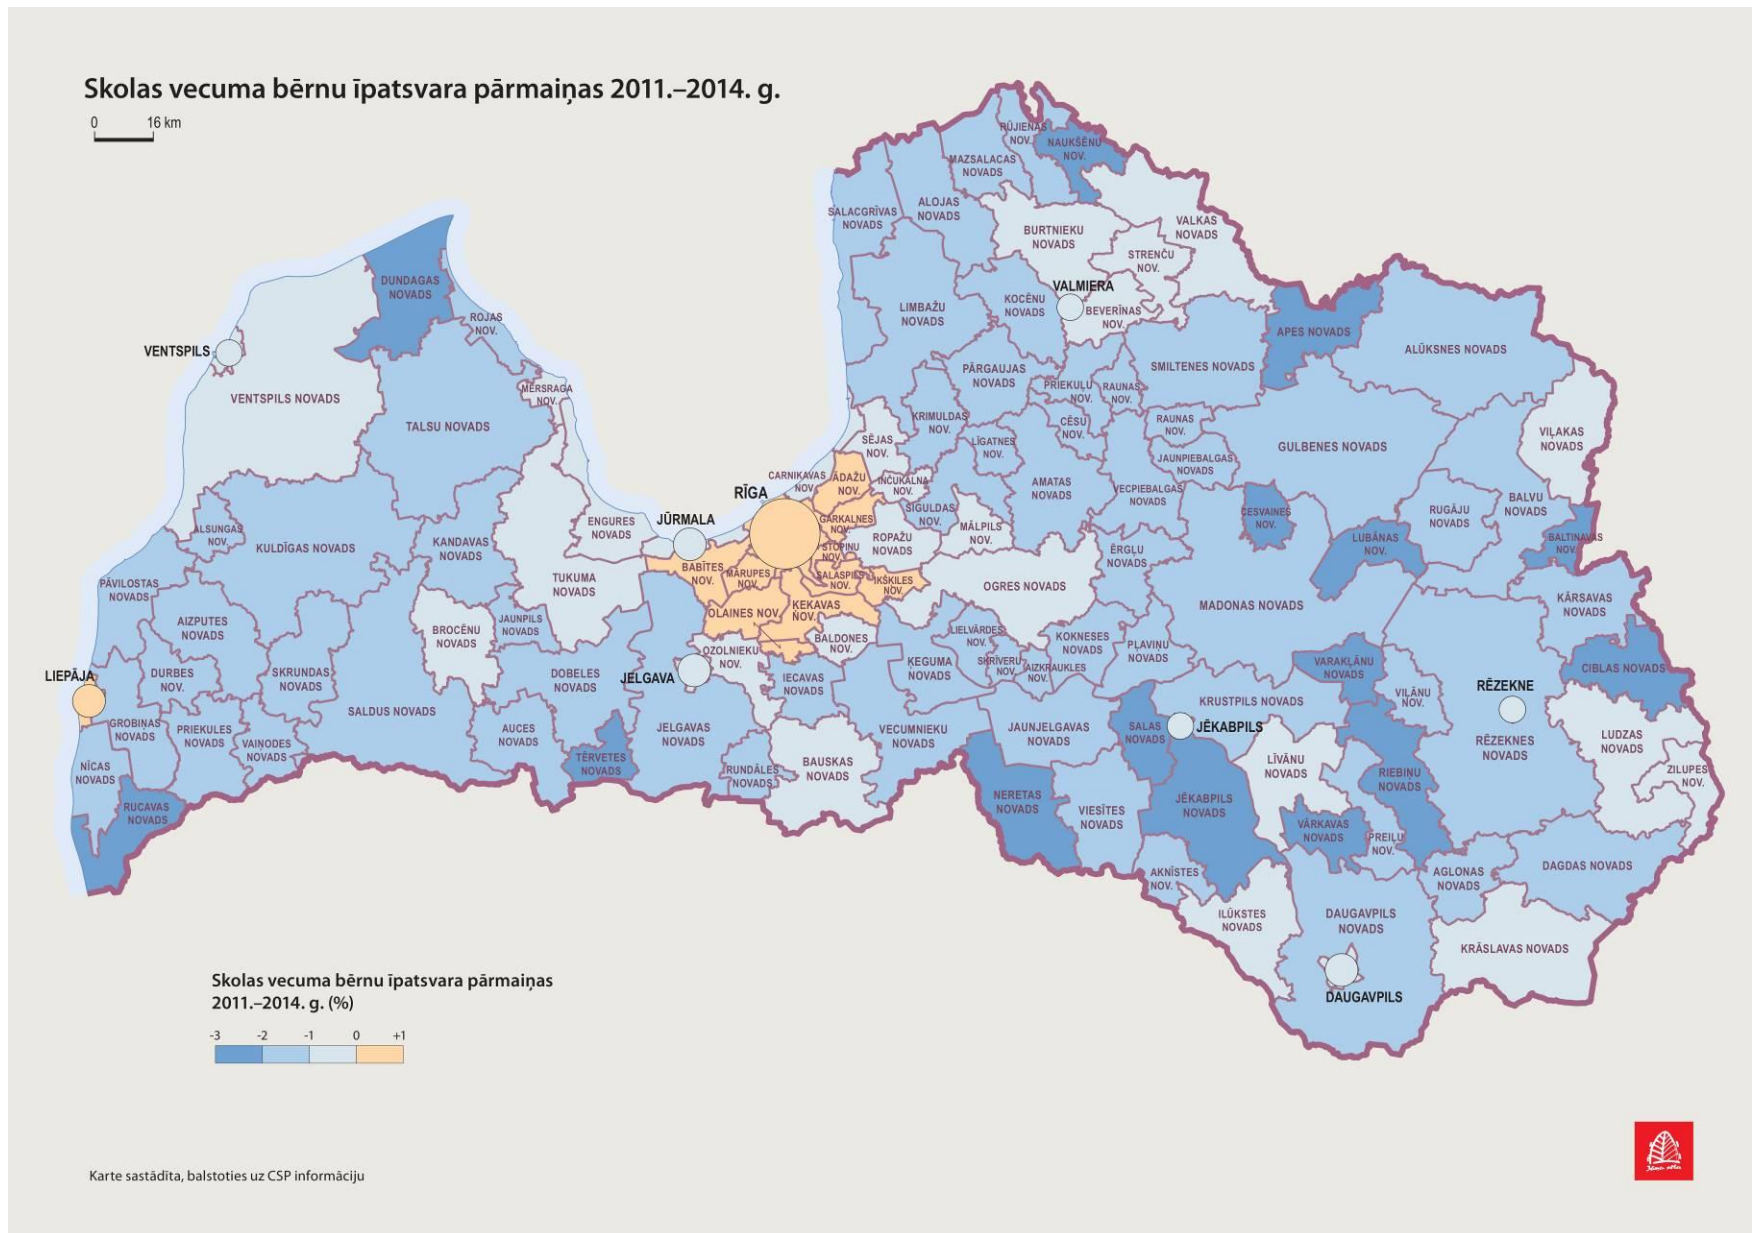 Skolas vecuma bērnu īpatsvara pārmaiņas 2011.–2014. g.
0 16 km
RŪJIENAS
NOV.
NAUKŠĒNU
NOV.
MAZSALACAS
NOVADS
SALACGRĪVAS
NOVADS
ALOJAS
NOVADS
BURTNIEKU
NOVADS
VALKAS
NOVADS
STRENČU
NOV.
DUNDAGAS
NOVADS
VALMIERA
KOCĒNU
NOVADS
LIMBAŽU
NOVADS
BEVERĪNAS
NOV.
ROJAS
NOV.
APES NOVADS
ALŪKSNES NOVADS
VENTSPILS
SMILTENES NOVADS
PĀRGAUJAS
NOVADS
PRIEKUĻU
NOV.
RAUNAS
NOV.
MĒRSRAGA
NOV.
VENTSPILS NOVADS
TALSU NOVADS
KRIMULDAS
NOV.
CĒSU
NOV.
RAUNAS
NOV.
SĒJAS
NOV.
LĪGATNES
NOV.
GULBENES NOVADS
VIĻAKAS
NOVADS
JAUNPIEBALGAS
NOVADS
CARNIKAVAS
NOV.
ĀDAŽU
NOV.
INČUKALNA
NOV.
AMATAS
NOVADS
VECPIEBALGAS
NOVADS
RĪGA
BALVU
NOVADS
RUGĀJU
NOVADS
CESVAINES
NOV.
SIGULDAS
NOV.
GARKALNES
NOV.
MĀLPILS
NOV.
JŪRMALA
ENGURES
NOVADS
ALSUNGAS
NOV.
KULDĪGAS NOVADS
KANDAVAS
NOVADS
ROPAŽU
NOVADS
STOPIŅU
NOV.
ĒRGĻU
NOVADS
LUBĀNAS
NOV.
BALTINAVAS
NOV.
PĀVILOSTAS
NOVADS
TUKUMA
NOVADS
BABĪTES
NOV.
MĀRUPES
NOV.
SALASPILS
NOV.
IKŠĶILES
NOV.
OGRES NOVADS
MADONAS NOVADS
KĀRSAVAS
NOVADS
OLAINES NOV.
ĶEKAVAS
NOV.
AIZPUTES
NOVADS
BROCĒNU
NOVADS
JAUNPILS
NOVADS
BALDONES
NOV.
LIELVĀRDES
NOV.
KOKNESES
NOVADS
PĻAVIŅU
NOVADS
OZOLNIEKU
NOV.
ĶEGUMA
NOVADS
SKRĪVERU
NOV.
AIZKRAUKLES
NOV.
VARAKĻĀNU
NOVADS
CIBLAS NOVADS
LIEPĀJA
DURBES
NOV.
SKRUNDAS
NOVADS
DOBELES
NOVADS
JELGAVA
IECAVAS
NOVADS
RĒZEKNE
VIĻĀNU
NOV.
KRUSTPILS NOVADS
SALDUS NOVADS
GROBIŅAS
NOVADS
PRIEKULES
NOVADS
VAIŅODES
NOVADS
AUCES
NOVADS
JELGAVAS
NOVADS
VECUMNIEKU
NOVADS
JAUNJELGAVAS
NOVADS
SALAS
NOVADS
JĒKABPILS
RĒZEKNES
NOVADS
LUDZAS
NOVADS
NĪCAS
NOVADS
TĒRVETES
NOVADS
RUNDĀLES
NOVADS
BAUSKAS
NOVADS
LĪVĀNU
NOVADS
RIEBIŅU
NOVADS
ZILUPES
NOV.
RUCAVAS
NOVADS
NERETAS
NOVADS
VIESĪTES
NOVADS
JĒKABPILS
NOVADS
VĀRKAVAS
NOVADS
PREIĻU
NOV.
AKNĪSTES
NOV.
AGLONAS
NOVADS
DAGDAS NOVADS
ILŪKSTES
NOVADS
DAUGAVPILS
NOVADS
KRĀSLAVAS NOVADS
DAUGAVPILS
Skolas vecuma bērnu īpatsvara pārmaiņas
2011.–2014. g. (%)
-3 -2 -1 0 +1
Karte sastādīta, balstoties uz CSP informāciju
Jāņa sēta